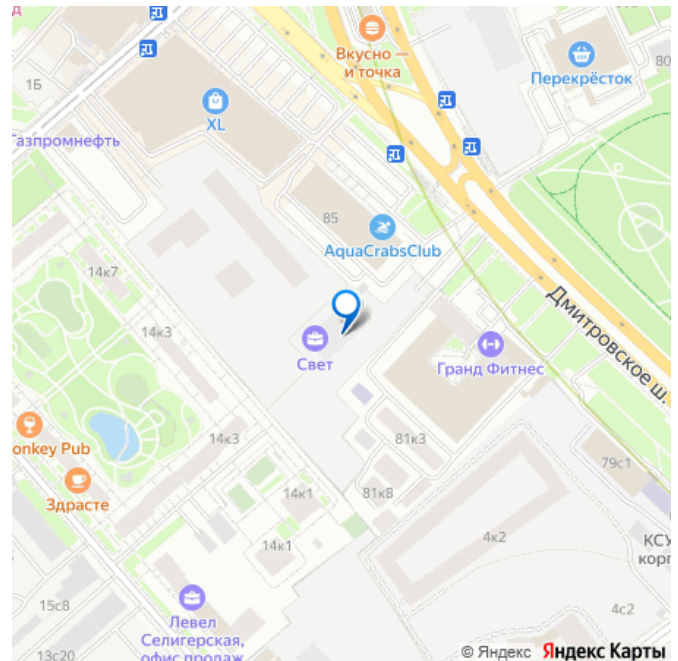 д
1Б
Вкусно —
и точка
Перекрёсток
80
XL
Газпромнефть
85
AquaCrabsClub
14к7
14к3
Дмитровское ш.
Свет
Гранд Фитнес
onkey Pub
14к3
81к3
79с1
Здрасте
14к1
81к8
4к2
КСУ
корп
14к1
15с8
Левел
Селигерская,
офис продаж
4с2
13с20
© Яндекс Яндекс Карты